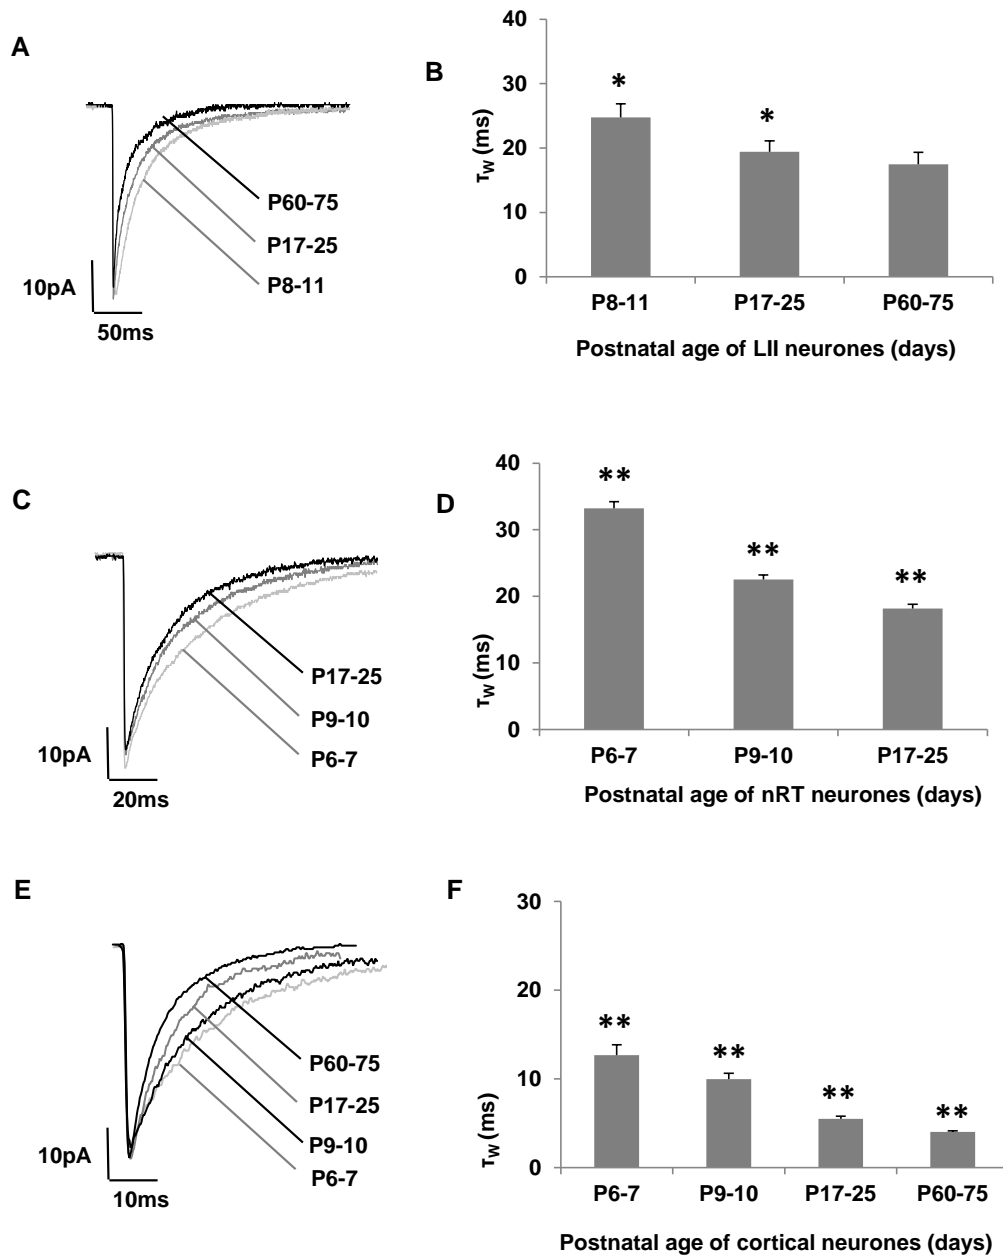 A
P60-75
P17-25
P8-11
10pA
50ms
B
40
30
20
10
0
τW (ms)
* *
P8-11 P17-25 P60-75
Postnatal age of LII neurones (days)
C
P17-25
P9-10
P6-7
10pA
20ms
D
40
30
20
10
0
τW (ms)
** ** **
P6-7 P9-10 P17-25
Postnatal age of nRT neurones (days)
E
P60-75
P17-25
P9-10
P6-7
10pA
10ms
F
30
20
10
0
τW (ms)
** ** ** **
P6-7 P9-10 P17-25 P60-75
Postnatal age of cortical neurones (days)